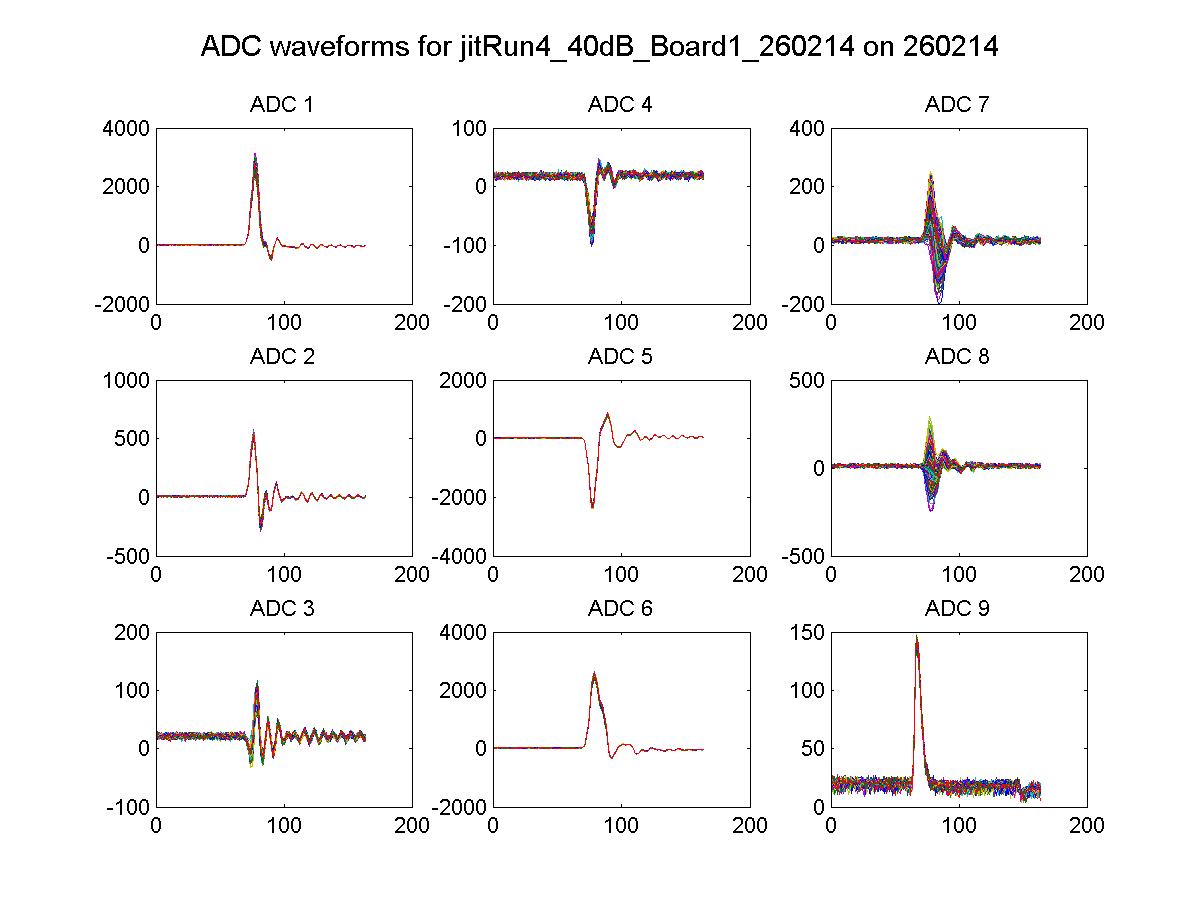 ADC waveforms for jitRun4_40dB_Board1_260214 on 260214
ADC 1
4000
2000
0
-2000
0 100 200
ADC 4
100
0
-100
-200
0 100 200
ADC 7
400
200
0
-200
0 100 200
ADC 2
1000
500
0
-500
0 100 200
ADC 5
2000
0
-2000
-4000
0 100 200
ADC 8
500
0
-500
0 100 200
ADC 3
200
100
0
-100
0 100 200
ADC 6
4000
2000
0
-2000
0 100 200
ADC 9
150
100
50
0
0 100 200